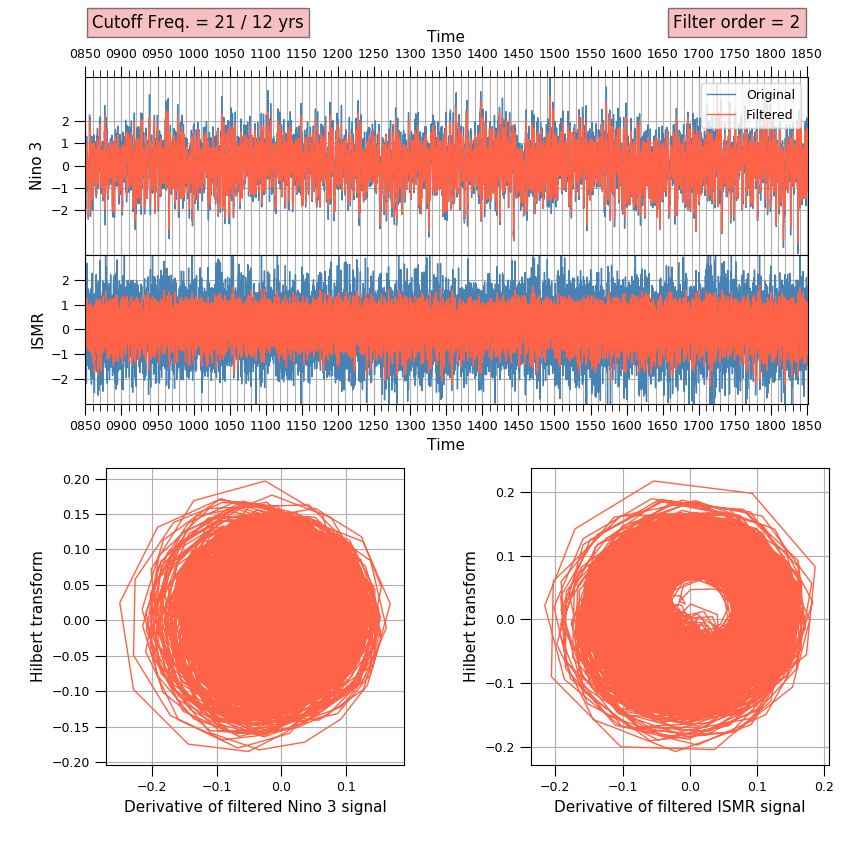 Cutoff Freq. = 21 / 12 yrs
Filter order = 2
Time
0850 0900 0950 1000 1050 1100 1150 1200 1250 1300 1350 1400 1450 1500 1550 1600 1650 1700 1750 1800 1850
Original
Filtered
Nino 3
2
1
0
−1
−2
ISMR
2
1
0
−1
−2
0850 0900 0950 1000 1050 1100 1150 1200 1250 1300 1350 1400 1450 1500 1550 1600 1650 1700 1750 1800 1850
Time
Hilbert transform
0.20
0.15
0.10
0.05
0.00
−0.05
−0.10
−0.15
−0.20
−0.2 −0.1 0.0 0.1
Derivative of filtered Nino 3 signal
Hilbert transform
0.2
0.1
0.0
−0.1
−0.2
−0.2 −0.1 0.0 0.1 0.2
Derivative of filtered ISMR signal